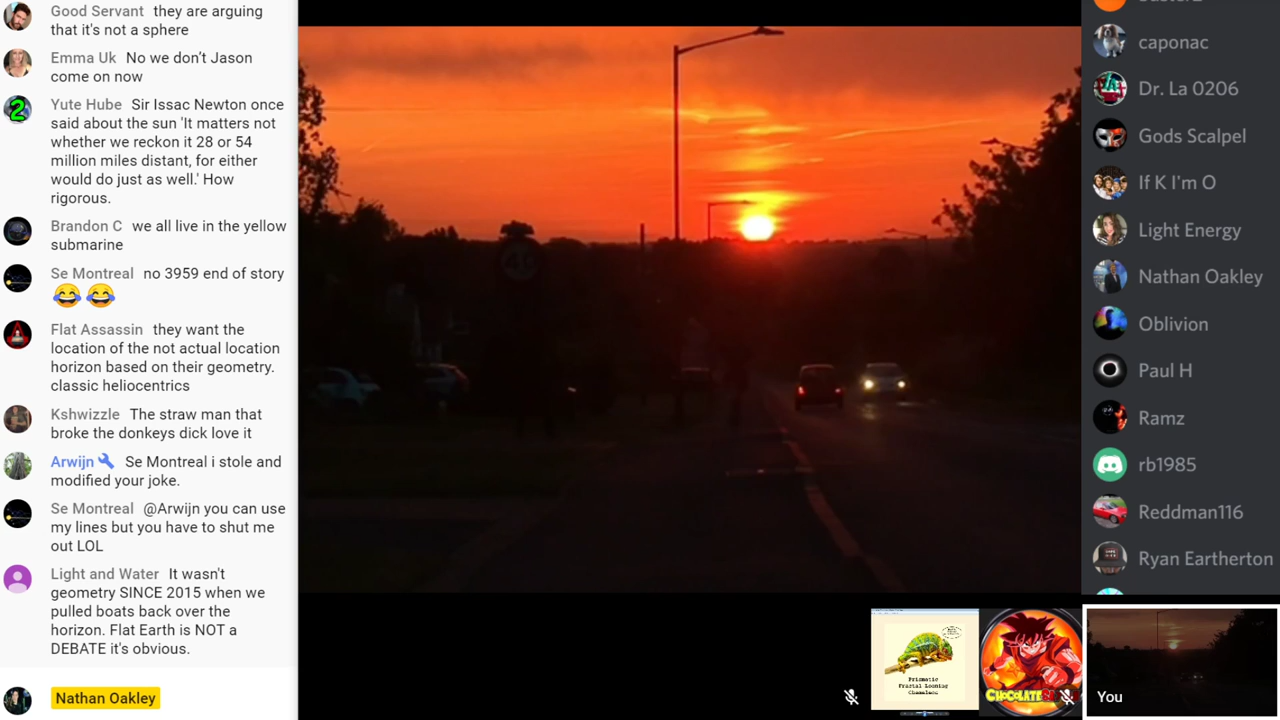 Good Servant they are arguing
that it's not a sphere
Emma Uk No we don’t Jason
come on now
Yute Hube Sir Issac Newton once
said about the sun 'It matters not
whether we reckon it 28 or 54
million miles distant, for either
would do just as well.' How
rigorous.
Brandon C we all live in the yellow
submarine
Se Montreal no 3959 end of story
😂 😂
Flat Assassin they want the
location of the not actual location
horizon based on their geometry.
classic heliocentrics
Kshwizzle The straw man that
broke the donkeys dick love it
Arwijn Se Montreal i stole and
modified your joke.
Se Montreal @Arwijn you can use
my lines but you have to shut me
out LOL
Light and Water It wasn't
geometry SINCE 2015 when we
pulled boats back over the
horizon. Flat Earth is NOT a
DEBATE it's obvious.
Nathan Oakley
2
40
caponac
Dr. La 0206
Gods Scalpel
If K I'm O
Light Energy
Nathan Oakley
Oblivion
Paul H
Ramz
rb1985
Reddman116
Ryan Eartherton
Prismatic
Fractal Looming
Chameleon
You